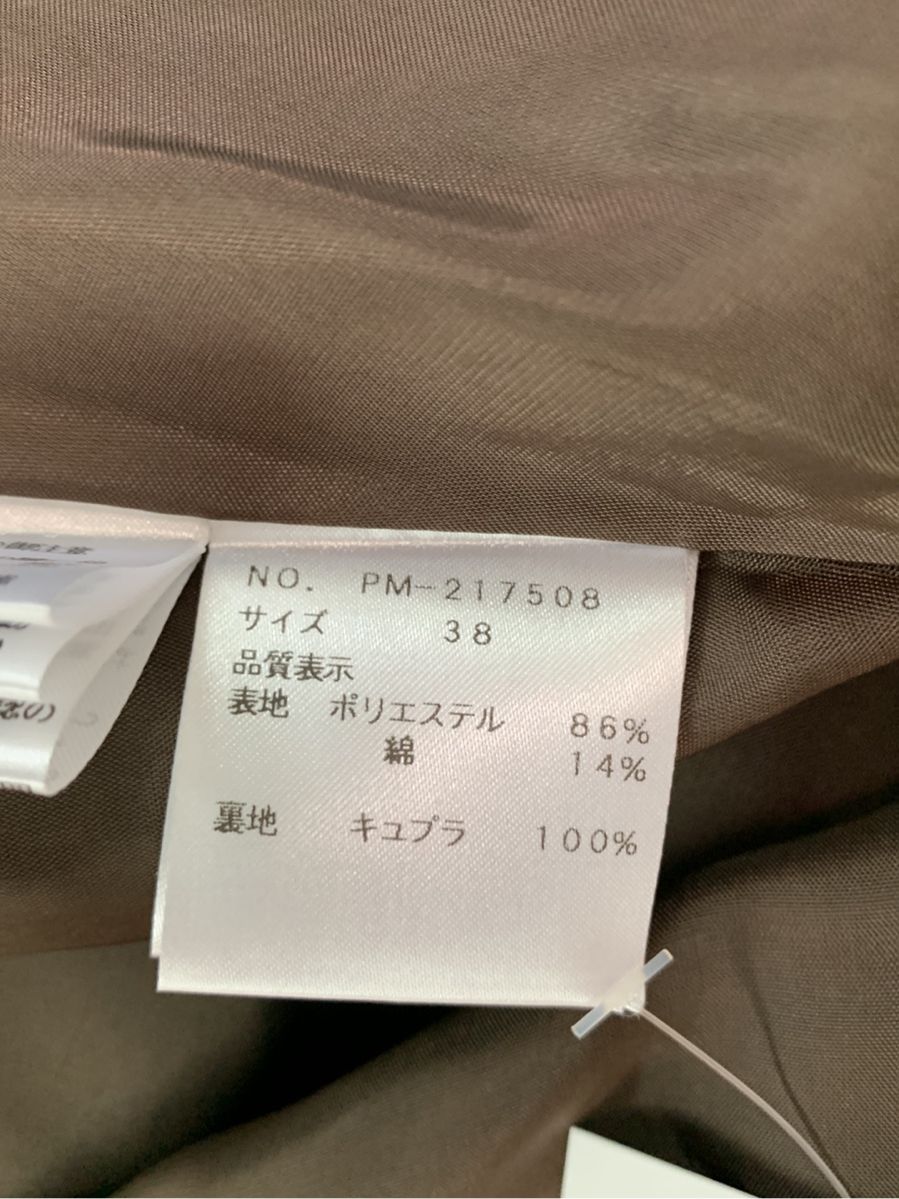 NO. PM-217508
サイズ 38
品質表示
表地 ポリエステル 86%
綿 14%
裏地 キュプラ 100%